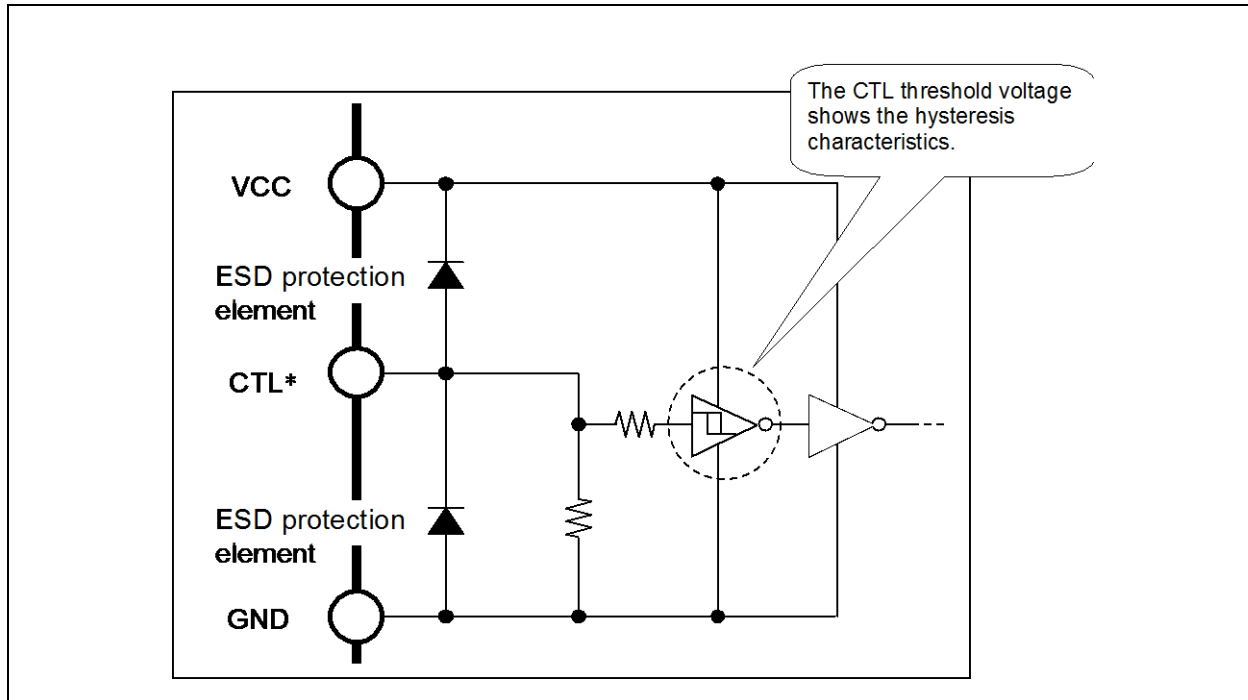 The CTL threshold voltage
shows the hysteresis
characteristics.
VCC
ESD protection
element
CTL*
ESD protection
element
GND